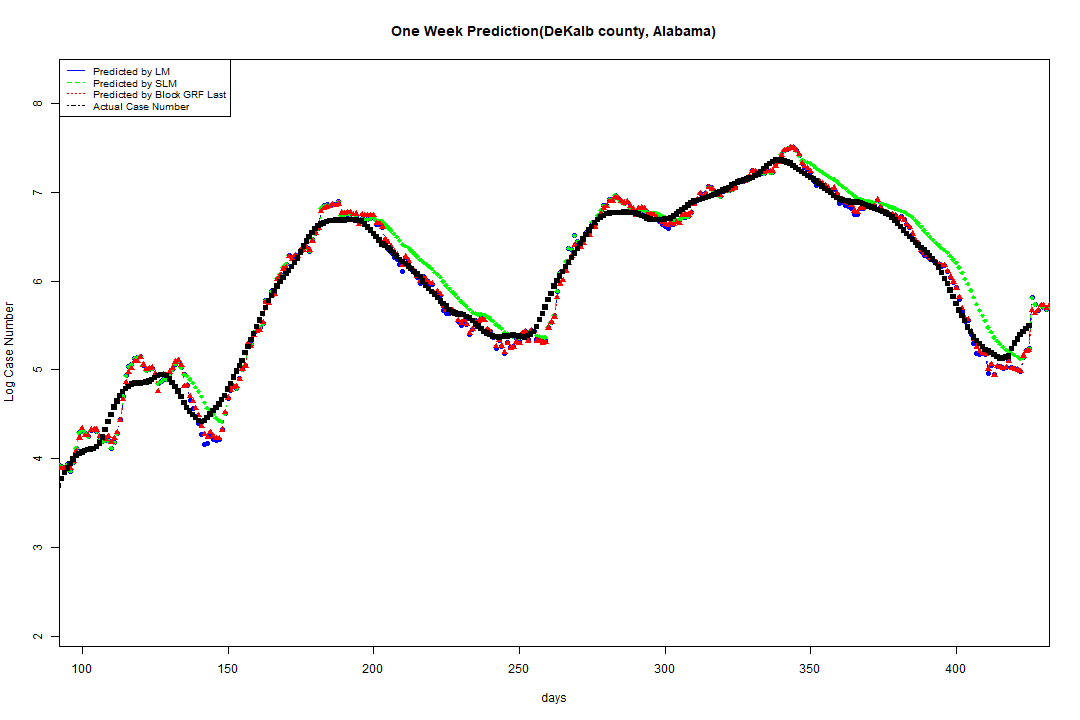 One Week Prediction(DeKalb county, Alabama)
Predicted by LM
Predicted by SLM
Predicted by Block GRF Last
Actual Case Number
8
7
6
5
4
3
2
Log Case Number
100 150 200 250 300 350 400
days